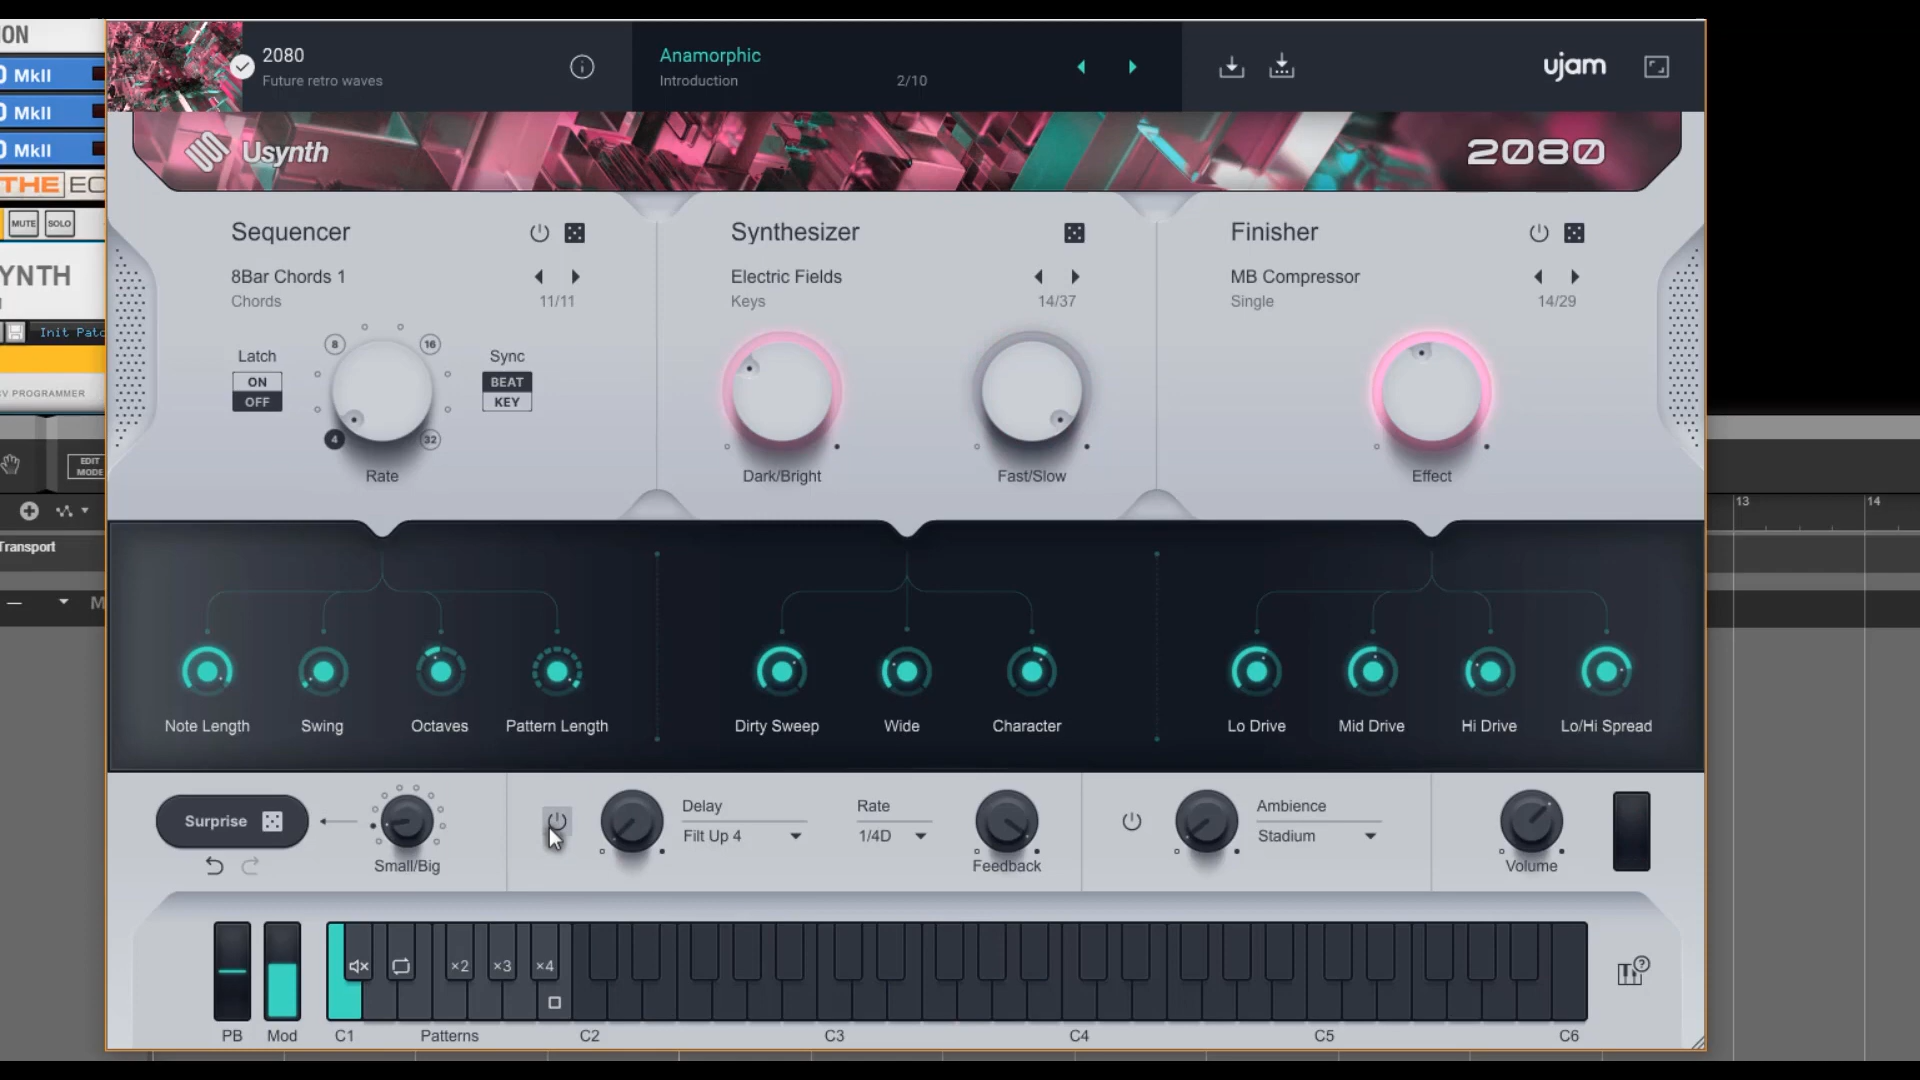 ON
2080
Future retro waves
Anamorphic
Introduction
2/10
ujam
MkII
MkII
MkII
THE EC
MUTE SOLO
Usynth
2080
Sequencer
8Bar Chords 1
Chords
11/11
Synthesizer
Electric Fields
Keys
14/37
Finisher
MB Compressor
Single
14/29
YNTH
Init Patc
V PROGRAMMER
Latch
ON
OFF
8
16
4
32
Rate
Sync
BEAT
KEY
Dark/Bright
Fast/Slow
Effect
EDIT
MODE
Transport
M
13
14
Note Length
Swing
Octaves
Pattern Length
Dirty Sweep
Wide
Character
Lo Drive
Mid Drive
Hi Drive
Lo/Hi Spread
Surprise
Small/Big
Delay
Filt Up 4
Rate
1/4D
Feedback
Ambience
Stadium
Volume
×2
×3
×4
?
PB
Mod
C1
Patterns
C2
C3
C4
C5
C6